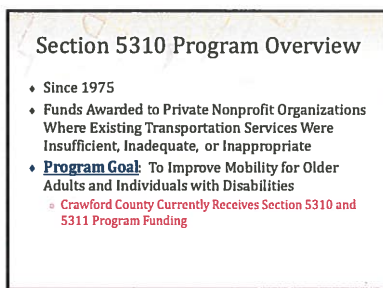 Section 5310 Program Overview
♦ Since 1975
♦ Funds Awarded to Private Nonprofit Organizations
Where Existing Transportation Services Were
Insufficient, Inadequate, or Inappropriate
♦ Program Goal: To Improve Mobility for Older
Adults and Individuals with Disabilities
▫ Crawford County Currently Receives Section 5310 and
5311 Program Funding